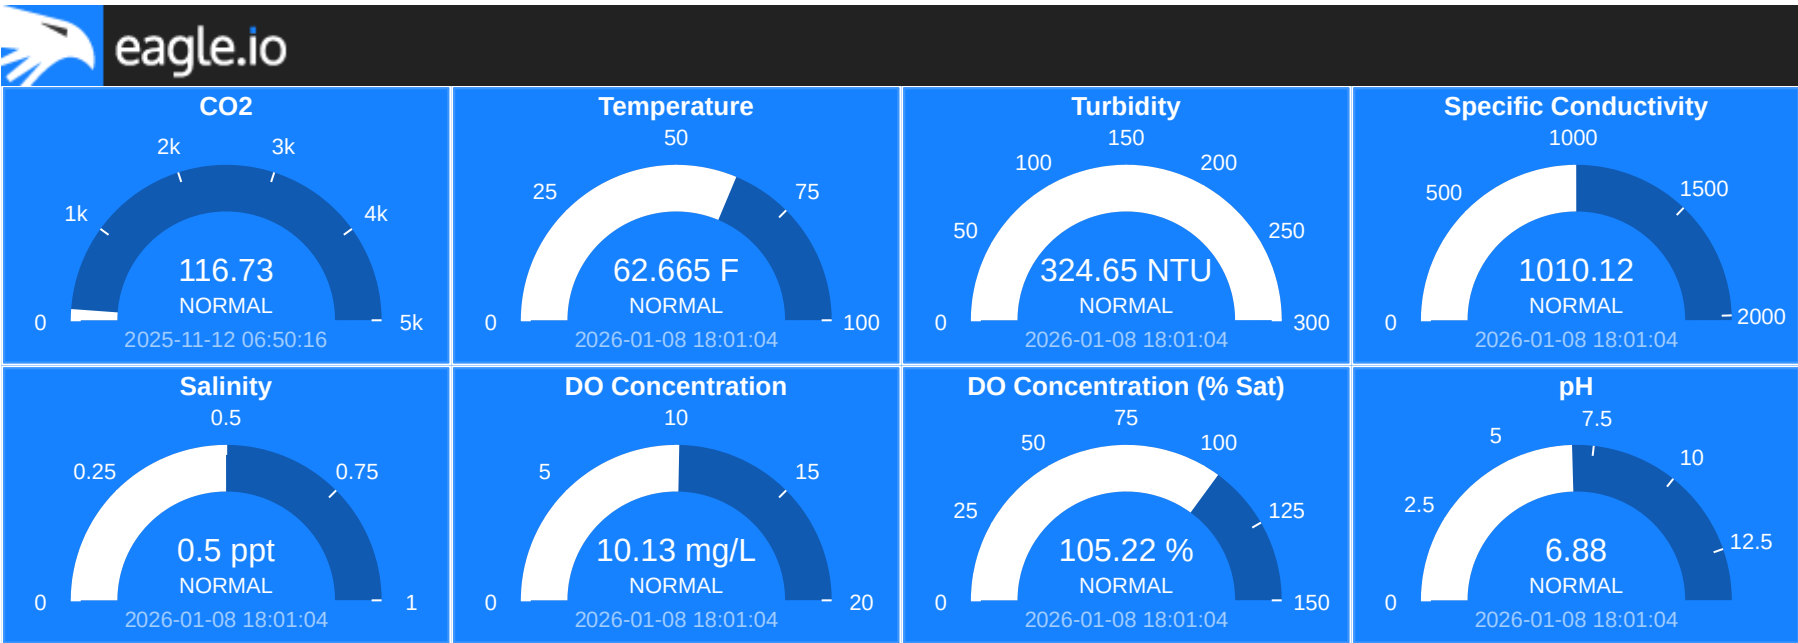 eagle.io
CO2
2k 3k
1k 4k
116.73
NORMAL
0 5k
2025-11-12 06:50:16
Temperature
50
25 75
62.665 F
NORMAL
0 100
2026-01-08 18:01:04
Turbidity
150
100 200
50 250
324.65 NTU
NORMAL
0 300
2026-01-08 18:01:04
Specific Conductivity
1000
500 1500
1010.12
NORMAL
0 2000
2026-01-08 18:01:04
Salinity
0.5
0.25 0.75
0.5 ppt
NORMAL
0 1
2026-01-08 18:01:04
DO Concentration
10
5 15
10.13 mg/L
NORMAL
0 20
2026-01-08 18:01:04
DO Concentration (% Sat)
75
50 100
25 125
105.22 %
NORMAL
0 150
2026-01-08 18:01:04
pH
7.5
5 10
2.5 12.5
6.88
NORMAL
0
2026-01-08 18:01:04